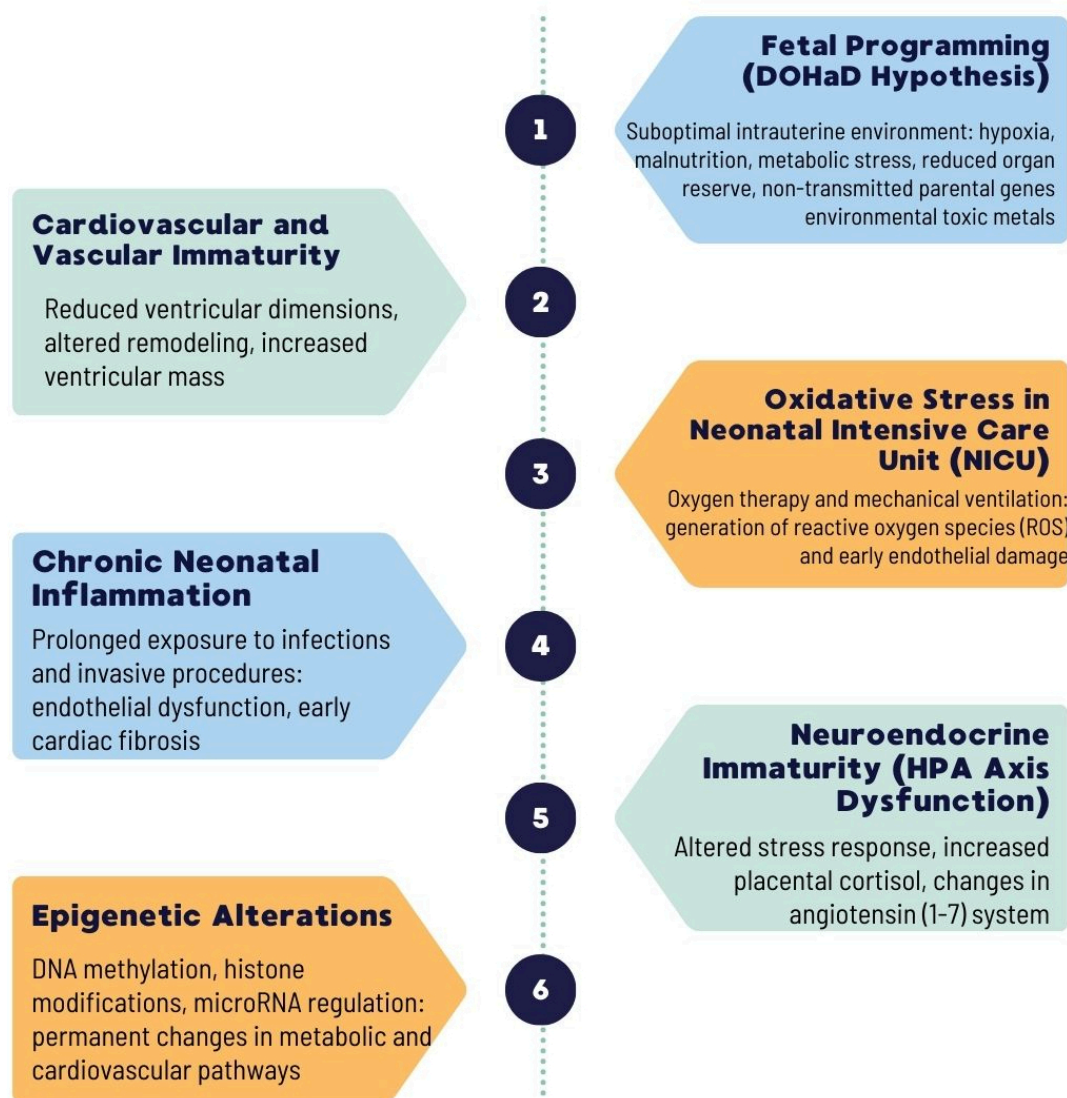 Fetal Programming
(DOHaD Hypothesis)
1
Suboptimal intrauterine environment: hypoxia,
malnutrition, metabolic stress, reduced organ
reserve, non-transmitted parental genes
environmental toxic metals
Cardiovascular and
Vascular Immaturity
2
Reduced ventricular dimensions,
altered remodeling, increased
ventricular mass
Oxidative Stress in
Neonatal Intensive Care
Unit (NICU)
3
Oxygen therapy and mechanical ventilation:
generation of reactive oxygen species (ROS)
and early endothelial damage
Chronic Neonatal
Inflammation
4
Prolonged exposure to infections
and invasive procedures:
endothelial dysfunction, early
cardiac fibrosis
Neuroendocrine
Immaturity (HPA Axis
Dysfunction)
5
Altered stress response, increased
placental cortisol, changes in
angiotensin (1-7) system
Epigenetic Alterations
6
DNA methylation, histone
modifications, microRNA regulation:
permanent changes in metabolic and
cardiovascular pathways